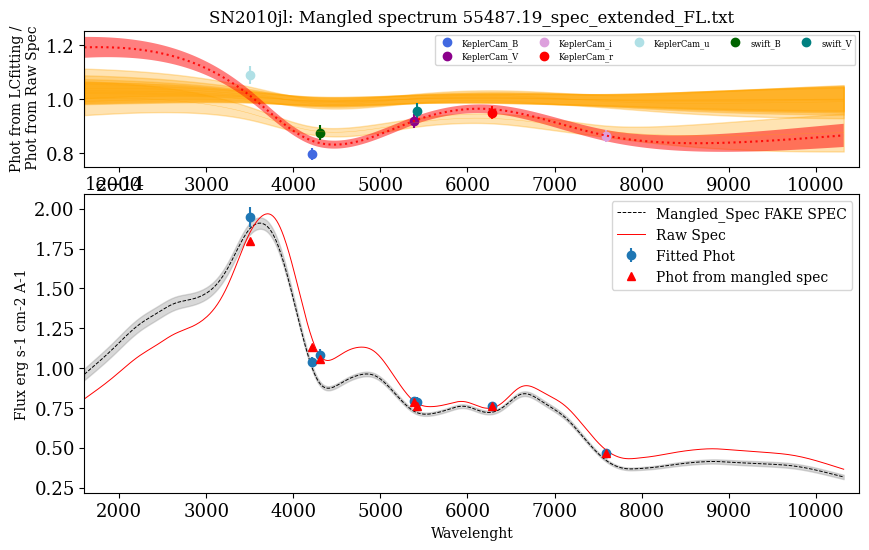 SN2010jl: Mangled spectrum 55487.19_spec_extended_FL.txt
Phot from LCfitting /
Phot from Raw Spec
1.2
1.0
0.8
KeplerCam_B
KeplerCam_i
KeplerCam_u
swift_B
swift_V
KeplerCam_V
KeplerCam_r
2000
3000
4000
5000
6000
7000
8000
9000
10000
Flux erg s-1 cm-2 A-1
2.00
1.75
1.50
1.25
1.00
0.75
0.50
0.25
Mangled_Spec FAKE SPEC
Raw Spec
Fitted Phot
Phot from mangled spec
2000
3000
4000
5000
6000
7000
8000
9000
10000
Wavelenght